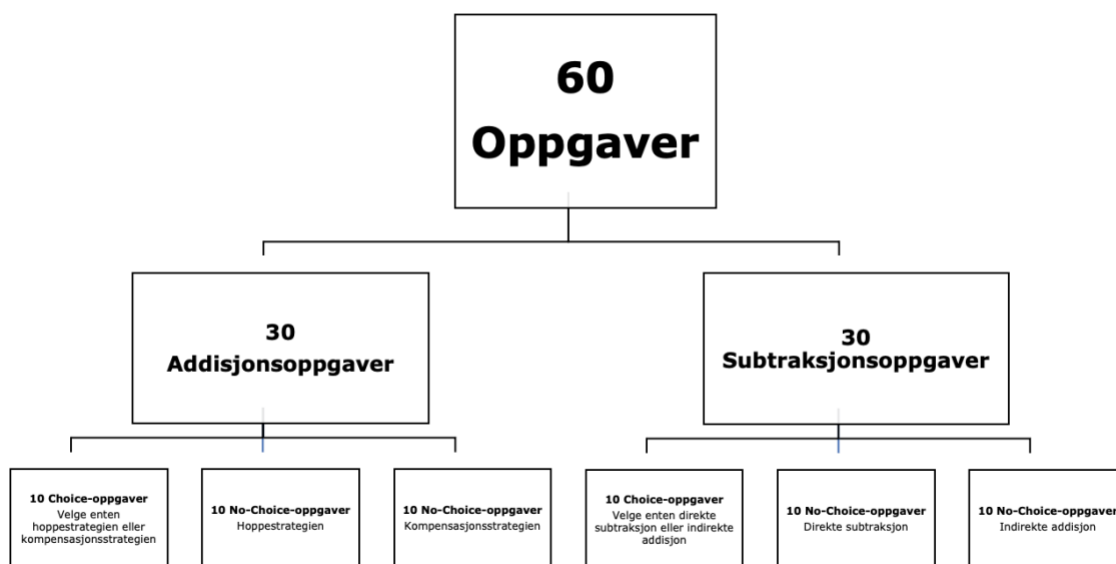 60
Oppgaver
30
Addisjonsoppgaver
30
Subtraksjonsoppgaver
10 Choice-oppgaver
Velge enten
hoppestrategien eller
kompensasjonsstrategien
10 No-Choice-oppgaver
Hoppestrategien
10 No-Choice-oppgaver
Kompensasjonsstrategien
10 Choice-oppgaver
Velge enten direkte
subtraksjon eller indirekte
addisjon
10 No-Choice-oppgaver
Direkte subtraksjon
10 No-Choice-oppgaver
Indirekte addisjon